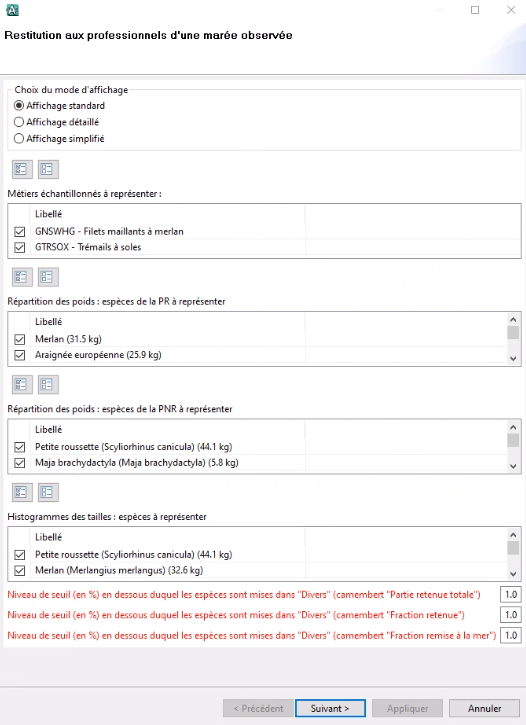 Restitution aux professionnels d'une marée observée
Choix du mode d'affichage
Affichage standard
Affichage détaillé
Affichage simplifié
Métiers échantillonnés à représenter :
Libellé
GNSWHG - Filets maillants à merlan
GTRSOX - Trémails à soles
Répartition des poids : espèces de la PR à représenter
Libellé
Merlan (31.5 kg)
Araignée européenne (25.9 kg)
Répartition des poids : espèces de la PNR à représenter
Libellé
Petite roussette (Scyliorhinus canicula) (44.1 kg)
Maja brachydactyla (Maja brachydactyla) (5.8 kg)
Histogrammes des tailles : espèces à représenter
Libellé
Petite roussette (Scyliorhinus canicula) (44.1 kg)
Merlan (Merlangius merlangus) (32.6 kg)
Niveau de seuil (en %) en dessous duquel les espèces sont mises dans "Divers" (camembert "Partie retenue totale") 1.0
Niveau de seuil (en %) en dessous duquel les espèces sont mises dans "Divers" (camembert "Fraction retenue") 1.0
Niveau de seuil (en %) en dessous duquel les espèces sont mises dans "Divers" (camembert "Fraction remise à la mer") 1.0
< Précédent Suivant > Appliquer Annuler